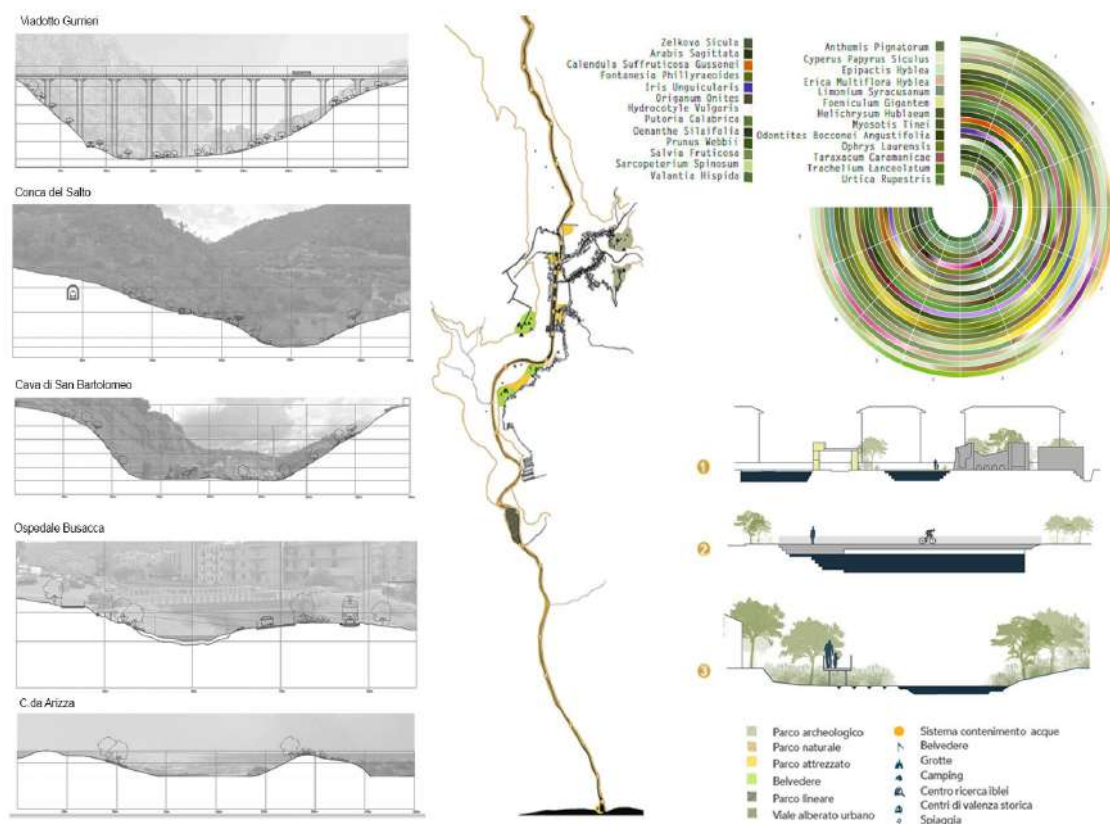 Viadotto Gurrieri
Conca del Salto
Cava di San Bartolomeo
Ospedale Busacca
C.da Arizza
Zelkova Sicula
Arabis Sagittata
Calendula Suffruticosa Gussonei
Fontanesia Phillyraeoides
Iris Unguicularis
Origanum Onites
Hydrocotyle Vulgaris
Putoria Calabrica
Oenanthe Silaifolia
Prunus Webbii
Salvia Fruticosa
Sarcopoterium Spinosum
Valantia Hispida
Anthemis Pignatorum
Cyperus Papyrus Siculus
Epipactis Hyblea
Erica Multiflora Hyblea
Limonium Syracusanum
Foeniculum Gigantem
Helichrysum Hublaeum
Myosotis Tinei
Odontites Bocconei Angustifolia
Ophrys Laurensis
Taraxacum Caramanicae
Trachelium Lanceolatum
Urtica Rupestris
1
2
3
Parco archeologico
Parco naturale
Parco attrezzato
Belvedere
Parco lineare
Viale alberato urbano
Sistema contenimento acque
Belvedere
Grotte
Camping
Centro ricerca iblei
Centri di valenza storica
Spiaggia